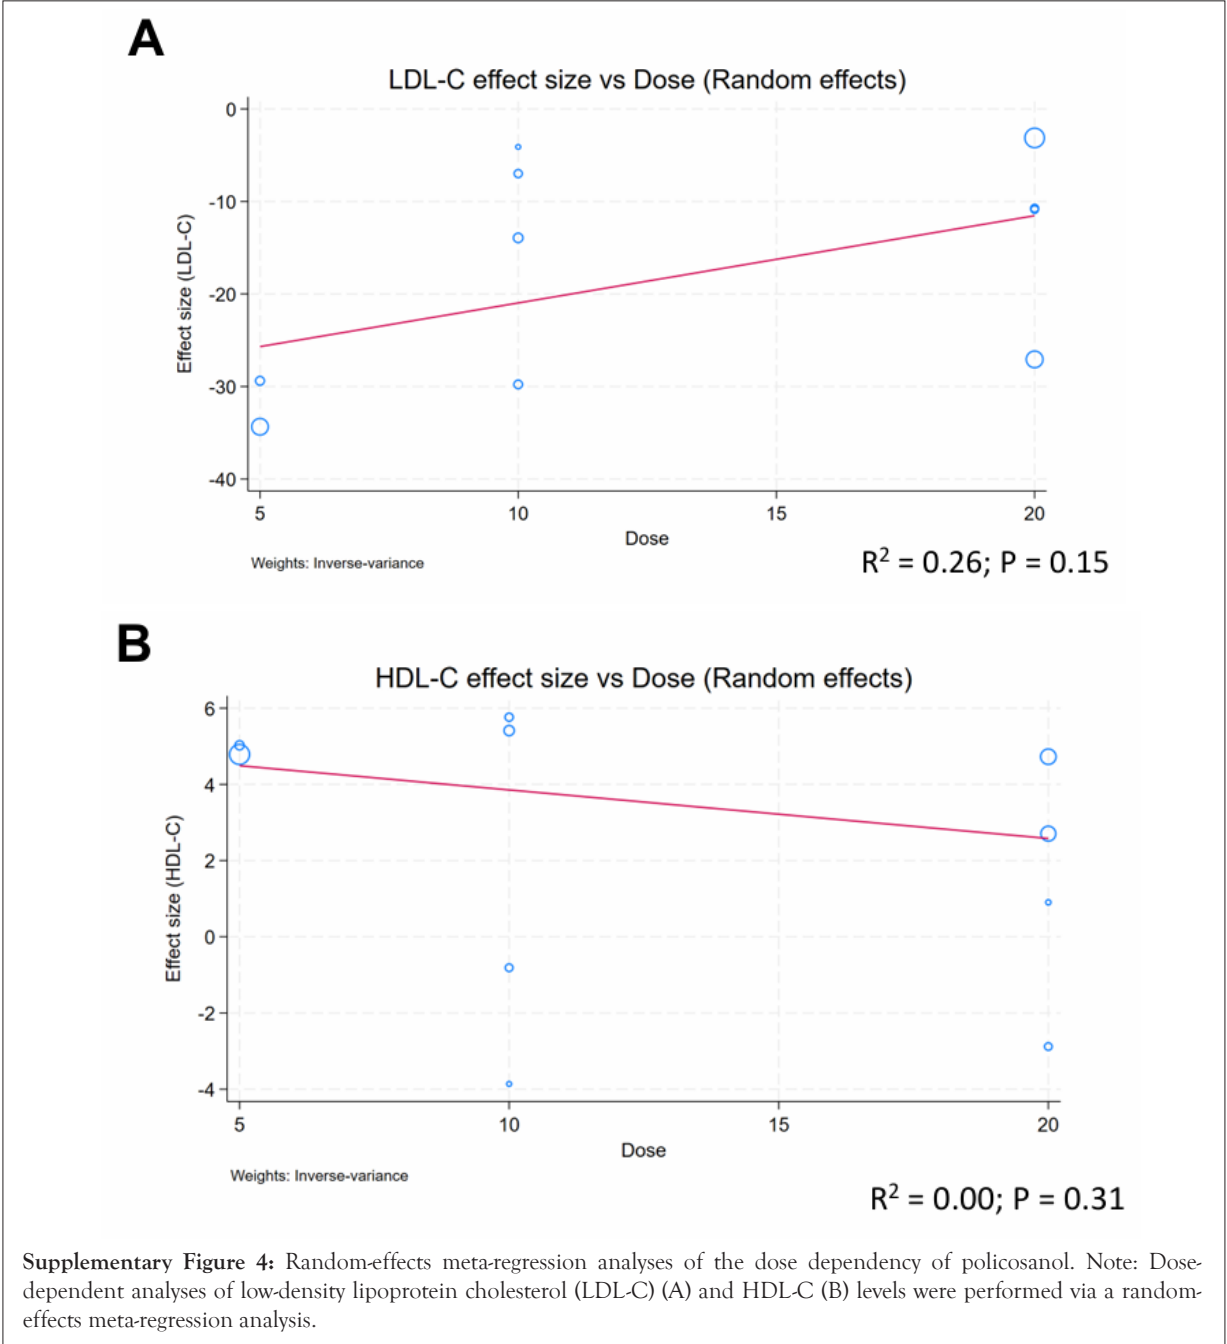 A
LDL-C effect size vs Dose (Random effects)
0
-10
-20
-30
-40
Effect size (LDL-C)
5 10 15 20
Dose
Weights: Inverse-variance
R² = 0.26; P = 0.15
B
HDL-C effect size vs Dose (Random effects)
6
4
2
0
-2
-4
Effect size (HDL-C)
5 10 15 20
Dose
Weights: Inverse-variance
R² = 0.00; P = 0.31
Supplementary Figure 4: Random-effects meta-regression analyses of the dose dependency of policosanol. Note: Dose-
dependent analyses of low-density lipoprotein cholesterol (LDL-C) (A) and HDL-C (B) levels were performed via a random-
effects meta-regression analysis.